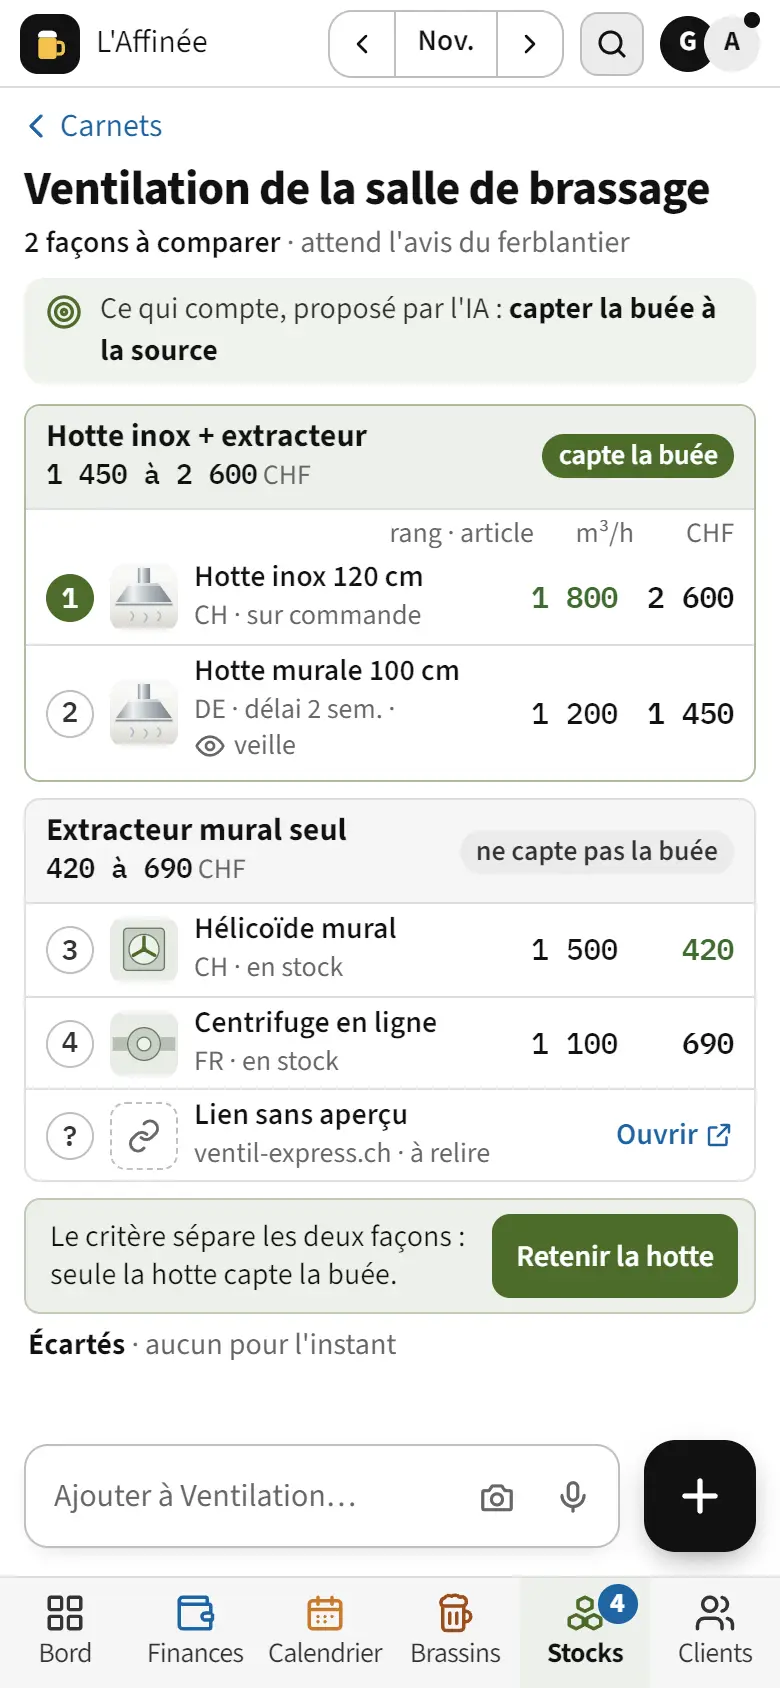 L'Affinée
Nov.
G
A
Carnets
Ventilation de la salle de brassage
2 façons à comparer · attend l'avis du ferblantier
Ce qui compte, proposé par l'IA : capter la buée à
la source
Hotte inox + extracteur
1 450 à 2 600 CHF
capte la buée
rang · article m³/h CHF
1
Hotte inox 120 cm
CH · sur commande
1 800 2 600
2
Hotte murale 100 cm
DE · délai 2 sem. ·
veille
1 200 1 450
Extracteur mural seul
420 à 690 CHF
ne capte pas la buée
3
Hélicoïde mural
CH · en stock
1 500 420
4
Centrifuge en ligne
FR · en stock
1 100 690
?
Lien sans aperçu
ventil-express.ch · à relire
Ouvrir
Le critère sépare les deux façons :
seule la hotte capte la buée.
Retenir la hotte
Écartés · aucun pour l'instant
Ajouter à Ventilation…
4
Bord Finances Calendrier Brassins Stocks Clients